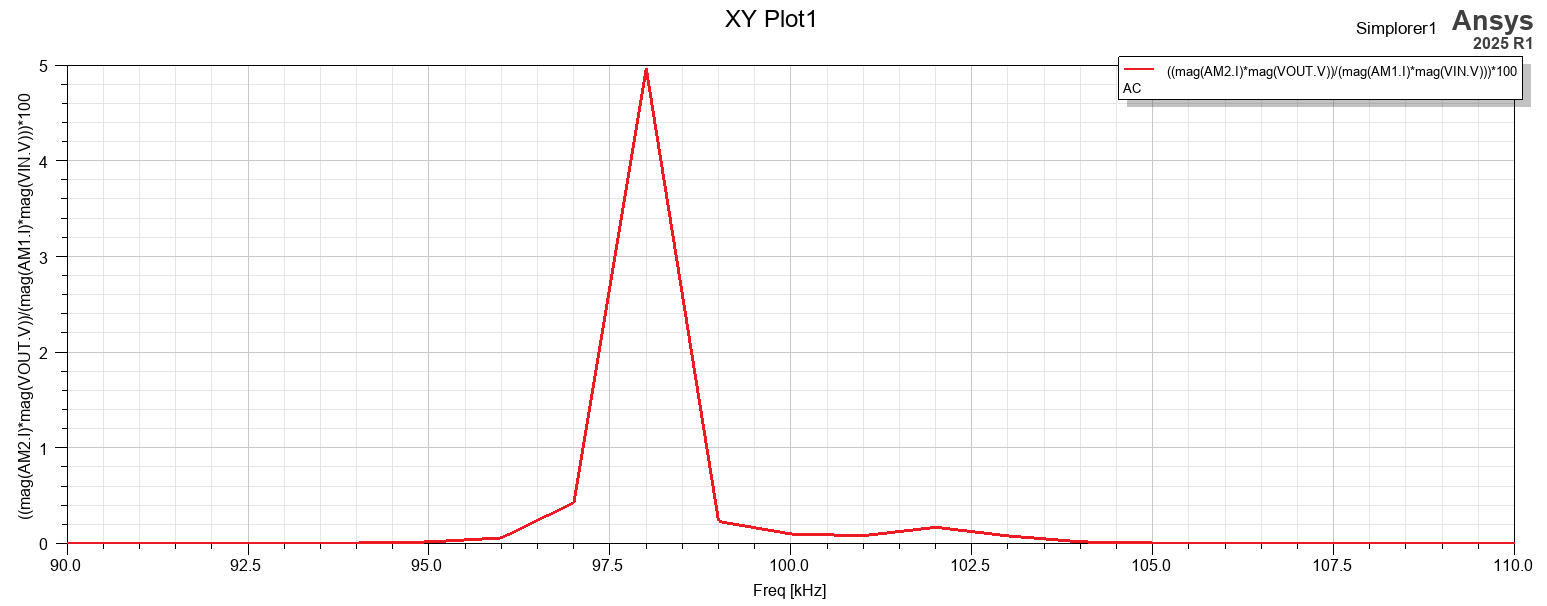 XY Plot1
Simplorer1
Ansys
2025 R1
((mag(AM2.I)*mag(VOUT.V))/(mag(AM1.I)*mag(VIN.V)))*100
AC
((mag(AM2.I)*mag(VOUT.V))/(mag(AM1.I)*mag(VIN.V)))*100
5
4
3
2
1
0
90.0 92.5 95.0 97.5 100.0 102.5 105.0 107.5 110.0
Freq [kHz]